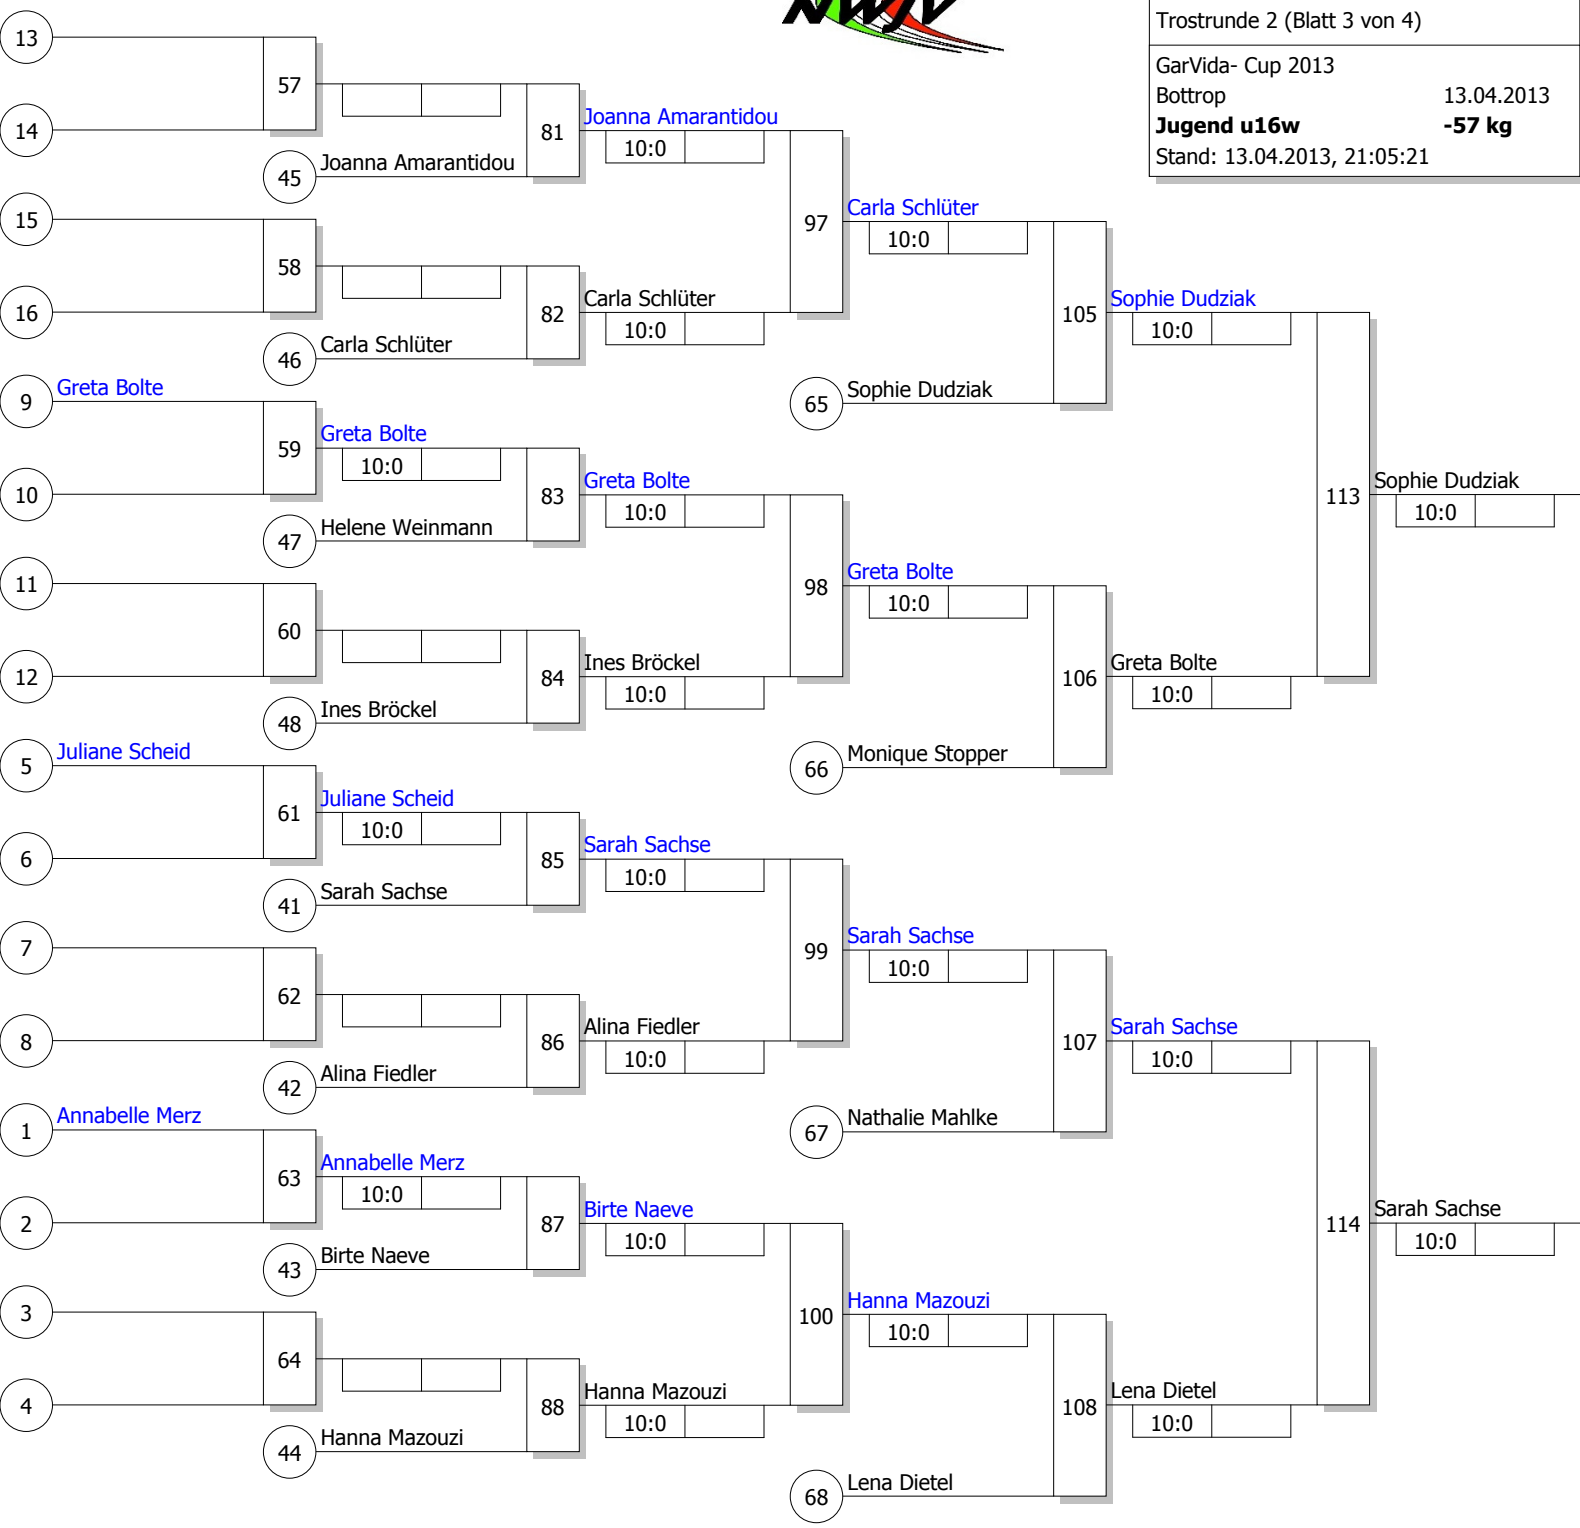 NWJV
Trostrunde 2 (Blatt 3 von 4)
GarVida- Cup 2013
Bottrop 13.04.2013
Jugend u16w -57 kg
Stand: 13.04.2013, 21:05:21
13
57
14
81
Joanna Amarantidou
10:0
45
Joanna Amarantidou
15
97
Carla Schlüter
10:0
58
16
82
Carla Schlüter
10:0
46
Carla Schlüter
105
Sophie Dudziak
10:0
9
Greta Bolte
65
Sophie Dudziak
59
Greta Bolte
10:0
10
83
Greta Bolte
10:0
113
Sophie Dudziak
10:0
47
Helene Weinmann
11
98
Greta Bolte
10:0
60
12
84
Ines Bröckel
10:0
106
Greta Bolte
10:0
48
Ines Bröckel
5
Juliane Scheid
66
Monique Stopper
61
Juliane Scheid
10:0
6
85
Sarah Sachse
10:0
41
Sarah Sachse
7
99
Sarah Sachse
10:0
62
8
86
Alina Fiedler
10:0
107
Sarah Sachse
10:0
42
Alina Fiedler
1
Annabelle Merz
67
Nathalie Mahlke
63
Annabelle Merz
10:0
2
87
Birte Naeve
10:0
114
Sarah Sachse
10:0
43
Birte Naeve
3
100
Hanna Mazouzi
10:0
64
4
88
Hanna Mazouzi
10:0
108
Lena Dietel
10:0
44
Hanna Mazouzi
68
Lena Dietel